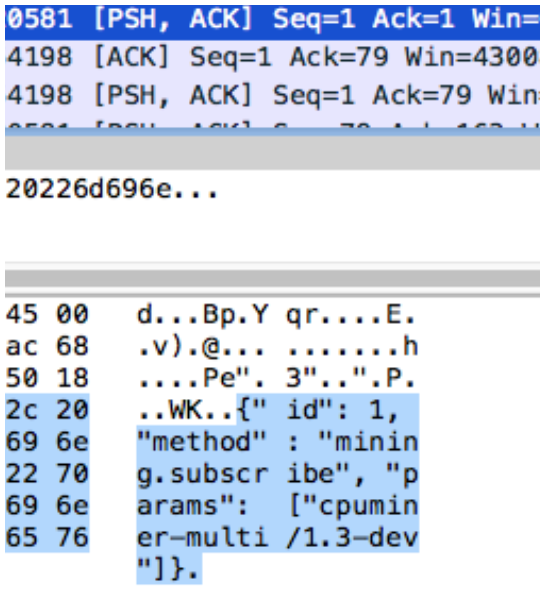 0581 [PSH, ACK] Seq=1 Ack=1 Win=
4198 [ACK] Seq=1 Ack=79 Win=4300
4198 [PSH, ACK] Seq=1 Ack=79 Win
20226d696e...
45 00 d...Bp.Y qr....E.
ac 68 .v).@... .......h
50 18 ....Pe". 3"..".P.
2c 20 ..WK..{" id": 1,
69 6e "method" : "minin
22 70 g.subscr ibe", "p
69 6e arams": ["cpumin
65 76 er-multi /1.3-dev
"]}.